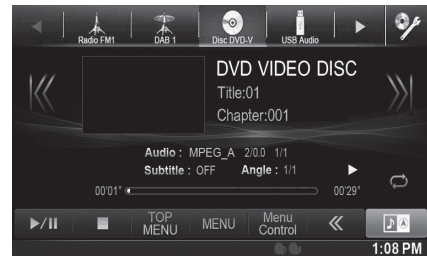 Radio FM1 DAB 1 Disc DVD-V USB Audio
DVD VIDEO DISC
Title:01
Chapter:001
Audio : MPEG_A 2/0.0 1/1
Subtitle : OFF Angle : 1/1
00'01" 00'29"
TOP MENU MENU Menu Control
1:08 PM